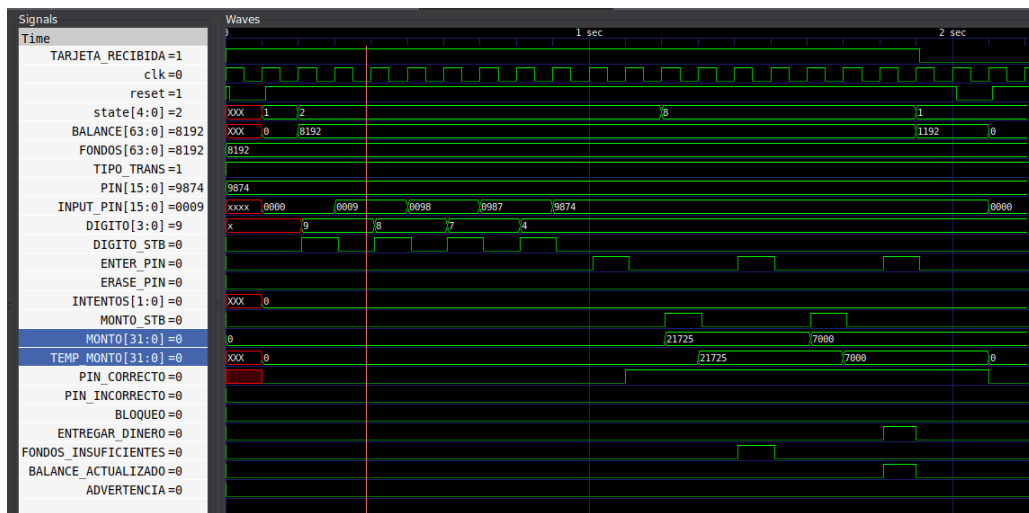 Signals Waves
Time 0 1 sec 2 sec
TARJETA_RECIBIDA=1
clk=0
reset=1
state[4:0]=2 XXX 1 2 8 1
BALANCE[63:0]=8192 XXX 0 8192 1192 0
FONDOS[63:0]=8192 8192
TIPO_TRANS=1
PIN[15:0]=9874 9874
INPUT_PIN[15:0]=0009 xxxx 0000 0009 0098 0987 9874 0000
DIGITO[3:0]=9 x 9 8 7 4
DIGITO_STB=0
ENTER_PIN=0
ERASE_PIN=0
INTENTOS[1:0]=0 XXX 0
MONTO_STB=0
MONTO[31:0]=0 0 21725 7000
TEMP_MONTO[31:0]=0 XXX 0 21725 7000 0
PIN_CORRECTO=0
PIN_INCORRECTO=0
BLOQUEO=0
ENTREGAR_DINERO=0
FONDOS_INSUFICIENTES=0
BALANCE_ACTUALIZADO=0
ADVERTENCIA=0